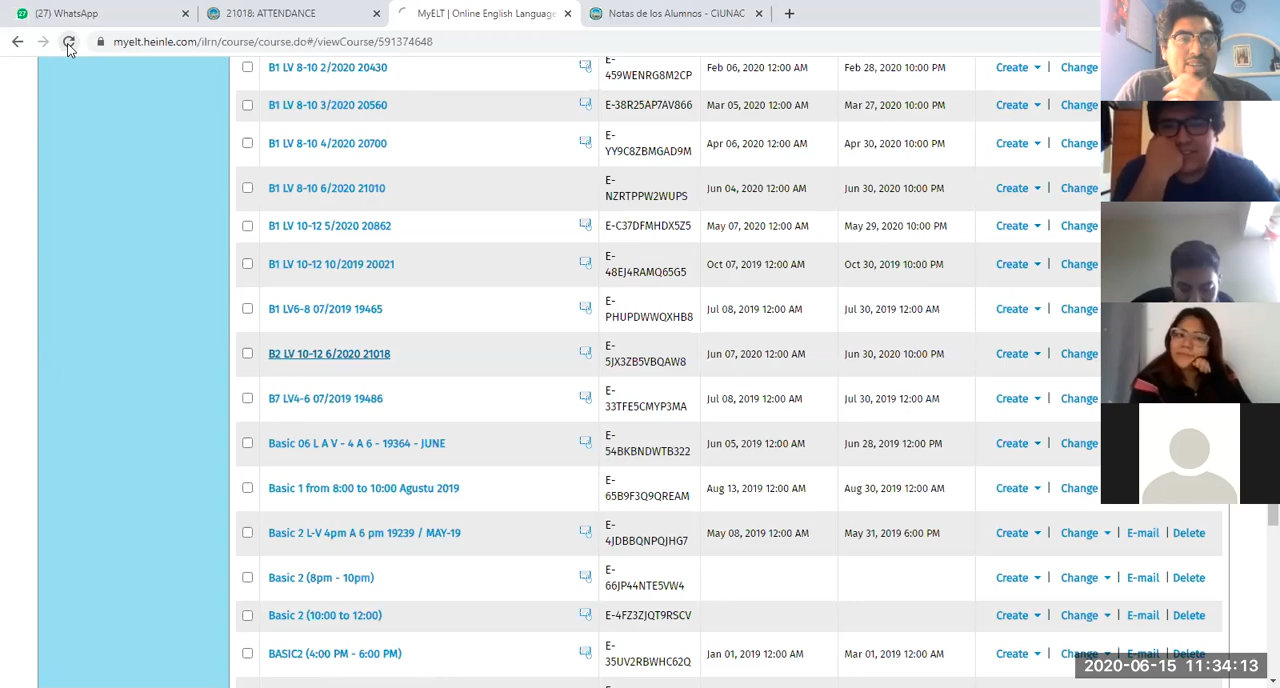 27 (27) WhatsApp × 21018: ATTENDANCE × MyELT | Online English Language × Notas de los Alumnos - CIUNAC × +
myelt.heinle.com/ilrn/course/course.do#/viewCourse/591374648
B1 LV 8-10 2/2020 20430 E-459WENRG8M2CP Feb 06, 2020 12:00 AM Feb 28, 2020 10:00 PM Create | Change
B1 LV 8-10 3/2020 20560 E-38R25AP7AV866 Mar 05, 2020 12:00 AM Mar 27, 2020 10:00 PM Create | Change
B1 LV 8-10 4/2020 20700 E-YY9C8ZBMGAD9M Apr 06, 2020 12:00 AM Apr 30, 2020 10:00 PM Create | Change
B1 LV 8-10 6/2020 21010 E-NZRTPPW2WUPS Jun 04, 2020 12:00 AM Jun 30, 2020 10:00 PM Create | Change
B1 LV 10-12 5/2020 20862 E-C37DFMHDX5Z5 May 07, 2020 12:00 AM May 29, 2020 10:00 PM Create | Change
B1 LV 10-12 10/2019 20021 E-48EJ4RAMQ65G5 Oct 07, 2019 12:00 AM Oct 30, 2019 10:00 PM Create | Change
B1 LV6-8 07/2019 19465 E-PHUPDWWQXHB8 Jul 08, 2019 12:00 AM Jul 30, 2019 12:00 AM Create | Change
B2 LV 10-12 6/2020 21018 E-5JX3ZB5VBQAW8 Jun 07, 2020 12:00 AM Jun 30, 2020 10:00 PM Create | Change
B7 LV4-6 07/2019 19486 E-33TFE5CMYP3MA Jul 08, 2019 12:00 AM Jul 30, 2019 12:00 AM Create | Change
Basic 06 L A V - 4 A 6 - 19364 - JUNE E-54BKBNDWTB322 Jun 05, 2019 12:00 AM Jun 28, 2019 12:00 PM Create | Change
Basic 1 from 8:00 to 10:00 Agustu 2019 E-65B9F3Q9QREAM Aug 13, 2019 12:00 AM Aug 30, 2019 12:00 AM Create | Change
Basic 2 L-V 4pm A 6 pm 19239 / MAY-19 E-4JDBBQNPQJHG7 May 08, 2019 12:00 AM May 31, 2019 6:00 PM Create | Change | E-mail | Delete
Basic 2 (8pm - 10pm) E-66JP44NTE5VW4 Create | Change | E-mail | Delete
Basic 2 (10:00 to 12:00) E-4FZ3ZJQT9RSCV Create | Change | E-mail | Delete
BASIC2 (4:00 PM - 6:00 PM) E-35UV2RBWHC62Q Jan 01, 2019 12:00 AM Mar 01, 2019 12:00 AM Create | Change | E-mail | Delete
2020-06-15 11:34:13